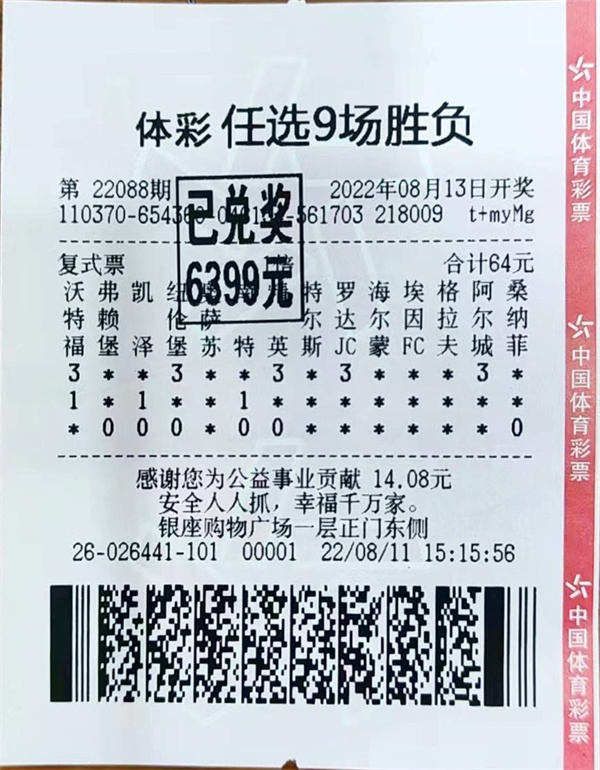 体彩 任选9场胜负
第 22088期 2022年08月13日开奖
110370-65436 -561703 218009 t+myMg
已兑奖
6399元
复式票 合计64元
沃 弗 凯 纽 特 罗 海 埃 格 阿 桑
特 赖 伦 萨 尔 达 尔 因 拉 尔 纳
福 堡 泽 堡 苏 特 英 斯 JC 蒙 FC 夫 城 菲
3 * * 3 * * 3 * 3 * * * 3 *
1 * 1 * * 1 * * * * * * * *
* 0 0 0 * 0 0 * * * * * * 0
感谢您为公益事业贡献 14.08元
安全人人抓，幸福千万家。
银座购物广场一层正门东侧
26-026441-101 00001 22/08/11 15:15:56
中国体育彩票
中国体育彩票
中国体育彩票